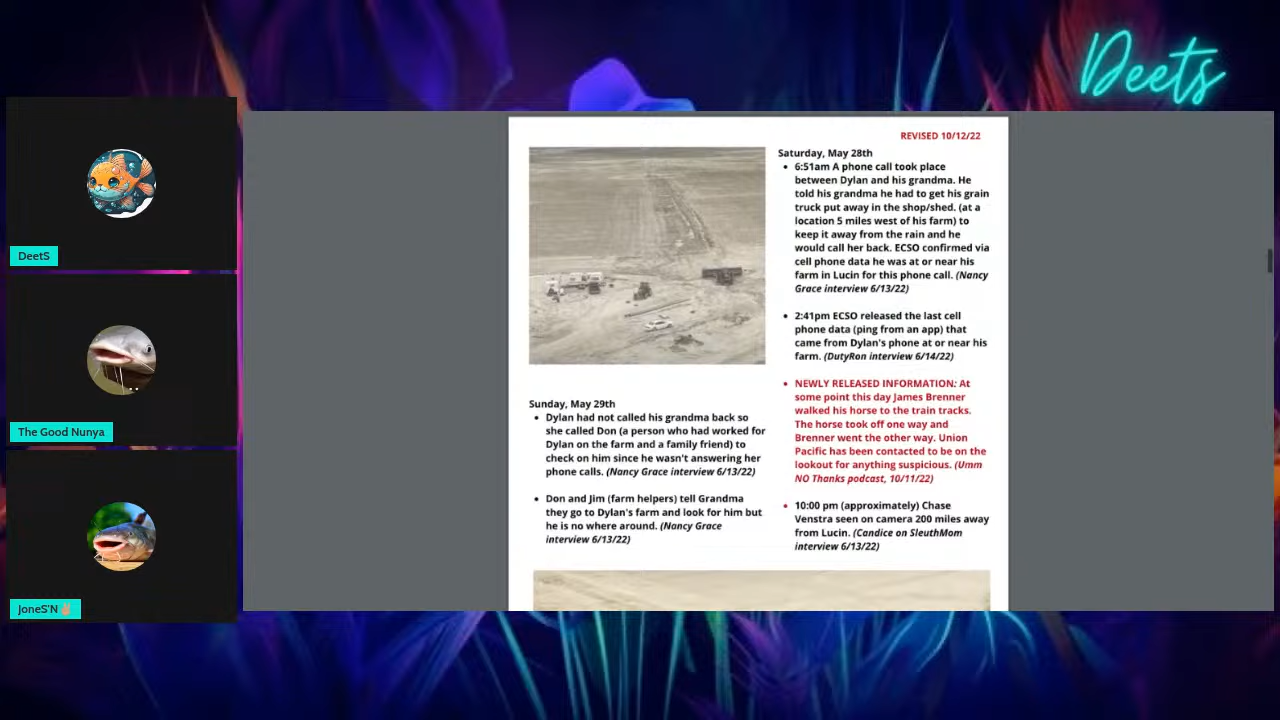 Deets
DeetS
The Good Nunya
JoneS'N ✌🏼
REVISED 10/12/22
Saturday, May 28th
• 6:51am A phone call took place
between Dylan and his grandma. He
told his grandma he had to get his grain
truck put away in the shop/shed. (at a
location 5 miles west of his farm) to
keep it away from the rain and he
would call her back. ECSO confirmed via
cell phone data he was at or near his
farm in Lucin for this phone call. (Nancy
Grace interview 6/13/22)
• 2:41pm ECSO released the last cell
phone data (ping from an app) that
came from Dylan's phone at or near his
farm. (DutyRon interview 6/14/22)
• NEWLY RELEASED INFORMATION: At
some point this day James Brenner
walked his horse to the train tracks.
The horse took off one way and
Brenner went the other way. Union
Pacific has been contacted to be on the
lookout for anything suspicious. (Umm
NO Thanks podcast, 10/11/22)
• 10:00 pm (approximately) Chase
Venstra seen on camera 200 miles away
from Lucin. (Candice on SleuthMom
interview 6/13/22)
Sunday, May 29th
• Dylan had not called his grandma back so
she called Don (a person who had worked for
Dylan on the farm and a family friend) to
check on him since he wasn't answering her
phone calls. (Nancy Grace interview 6/13/22)
• Don and Jim (farm helpers) tell Grandma
they go to Dylan's farm and look for him but
he is no where around. (Nancy Grace
interview 6/13/22)